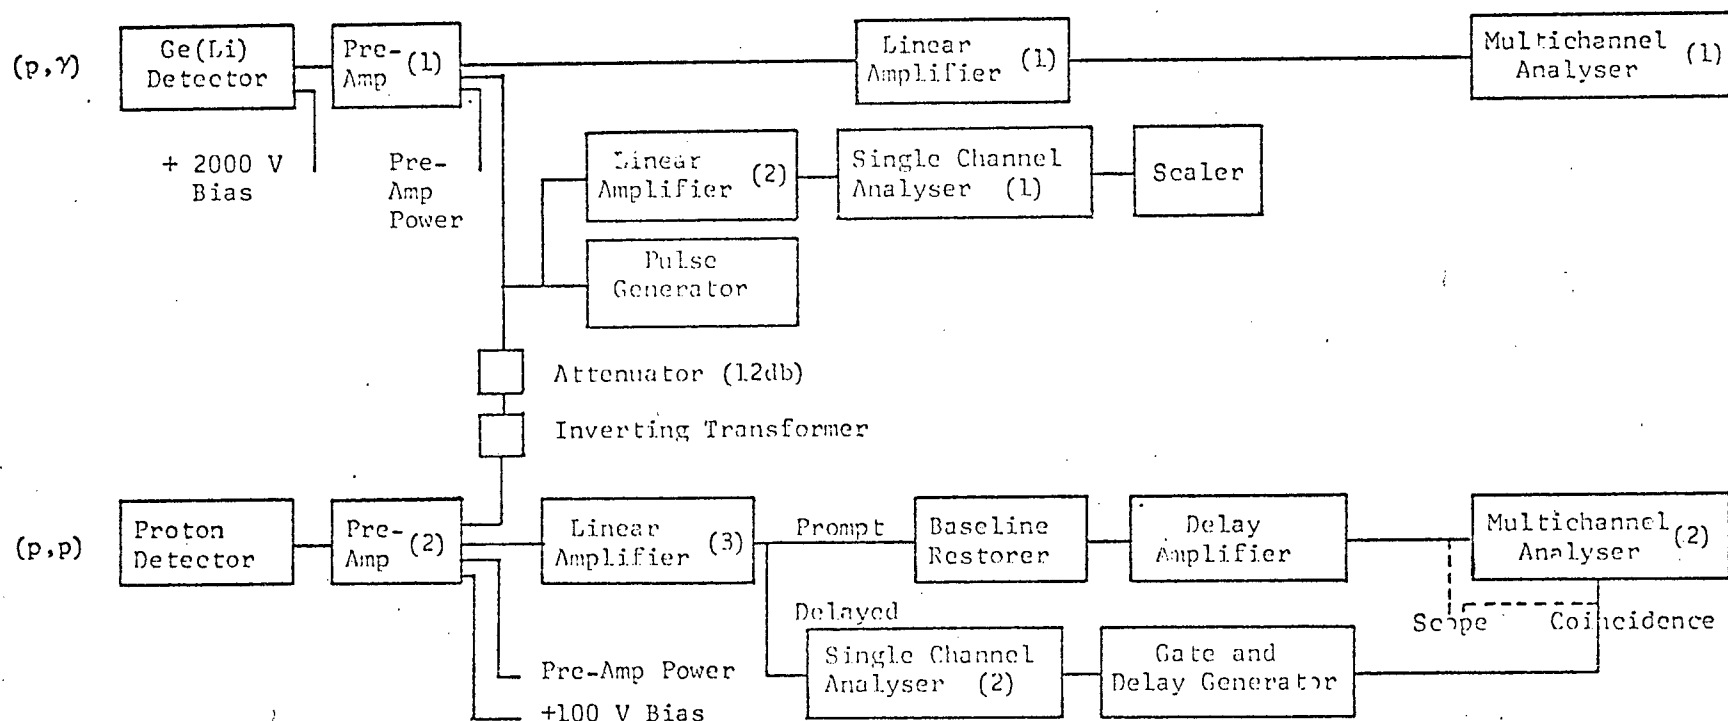 (p,γ)
Ge(Li)
Detector
Pre-
Amp (1)
Linear
Amplifier (1)
Multichannel
Analyser (1)
+ 2000 V
Bias
Pre-
Amp
Power
Linear
Amplifier (2)
Single Channel
Analyser (1)
Scaler
Pulse
Generator
Attenuator (12db)
Inverting Transformer
(p,p)
Proton
Detector
Pre-
Amp (2)
Linear
Amplifier (3)
Prompt
Baseline
Restorer
Delay
Amplifier
Multichannel
Analyser (2)
Delayed
Scope
Coincidence
Single Channel
Analyser (2)
Gate and
Delay Generator
Pre-Amp Power
+100 V Bias